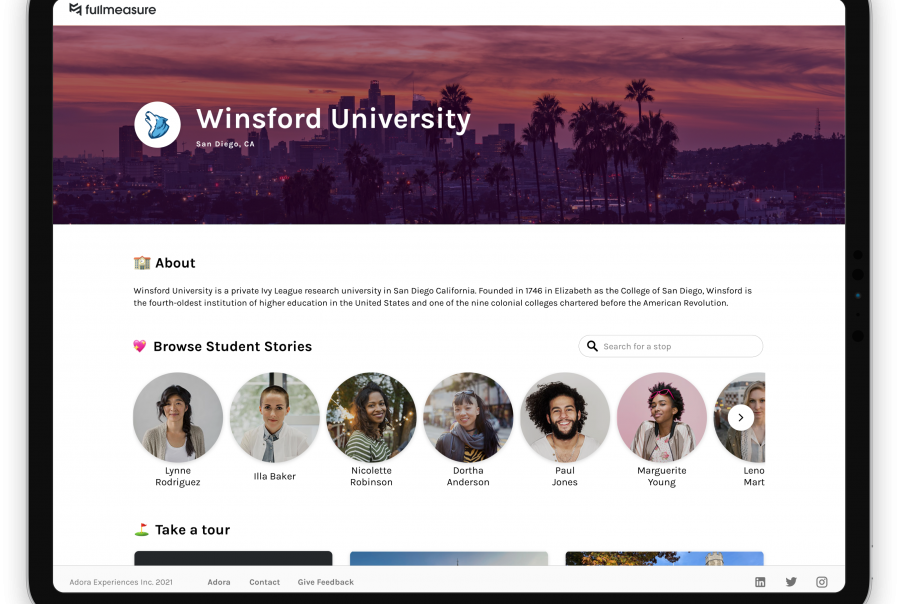 fullmeasure
Winsford University
San Diego, CA
About
Winsford University is a private Ivy League research university in San Diego California. Founded in 1746 in Elizabeth as the College of San Diego, Winsford is
the fourth-oldest institution of higher education in the United States and one of the nine colonial colleges chartered before the American Revolution.
Browse Student Stories
Search for a stop
Lynne
Rodriguez
Illa Baker
Nicolette
Robinson
Dortha
Anderson
Paul
Jones
Marguerite
Young
Leno
Mart
Take a tour
Adora Experiences Inc. 2021
Adora
Contact
Give Feedback